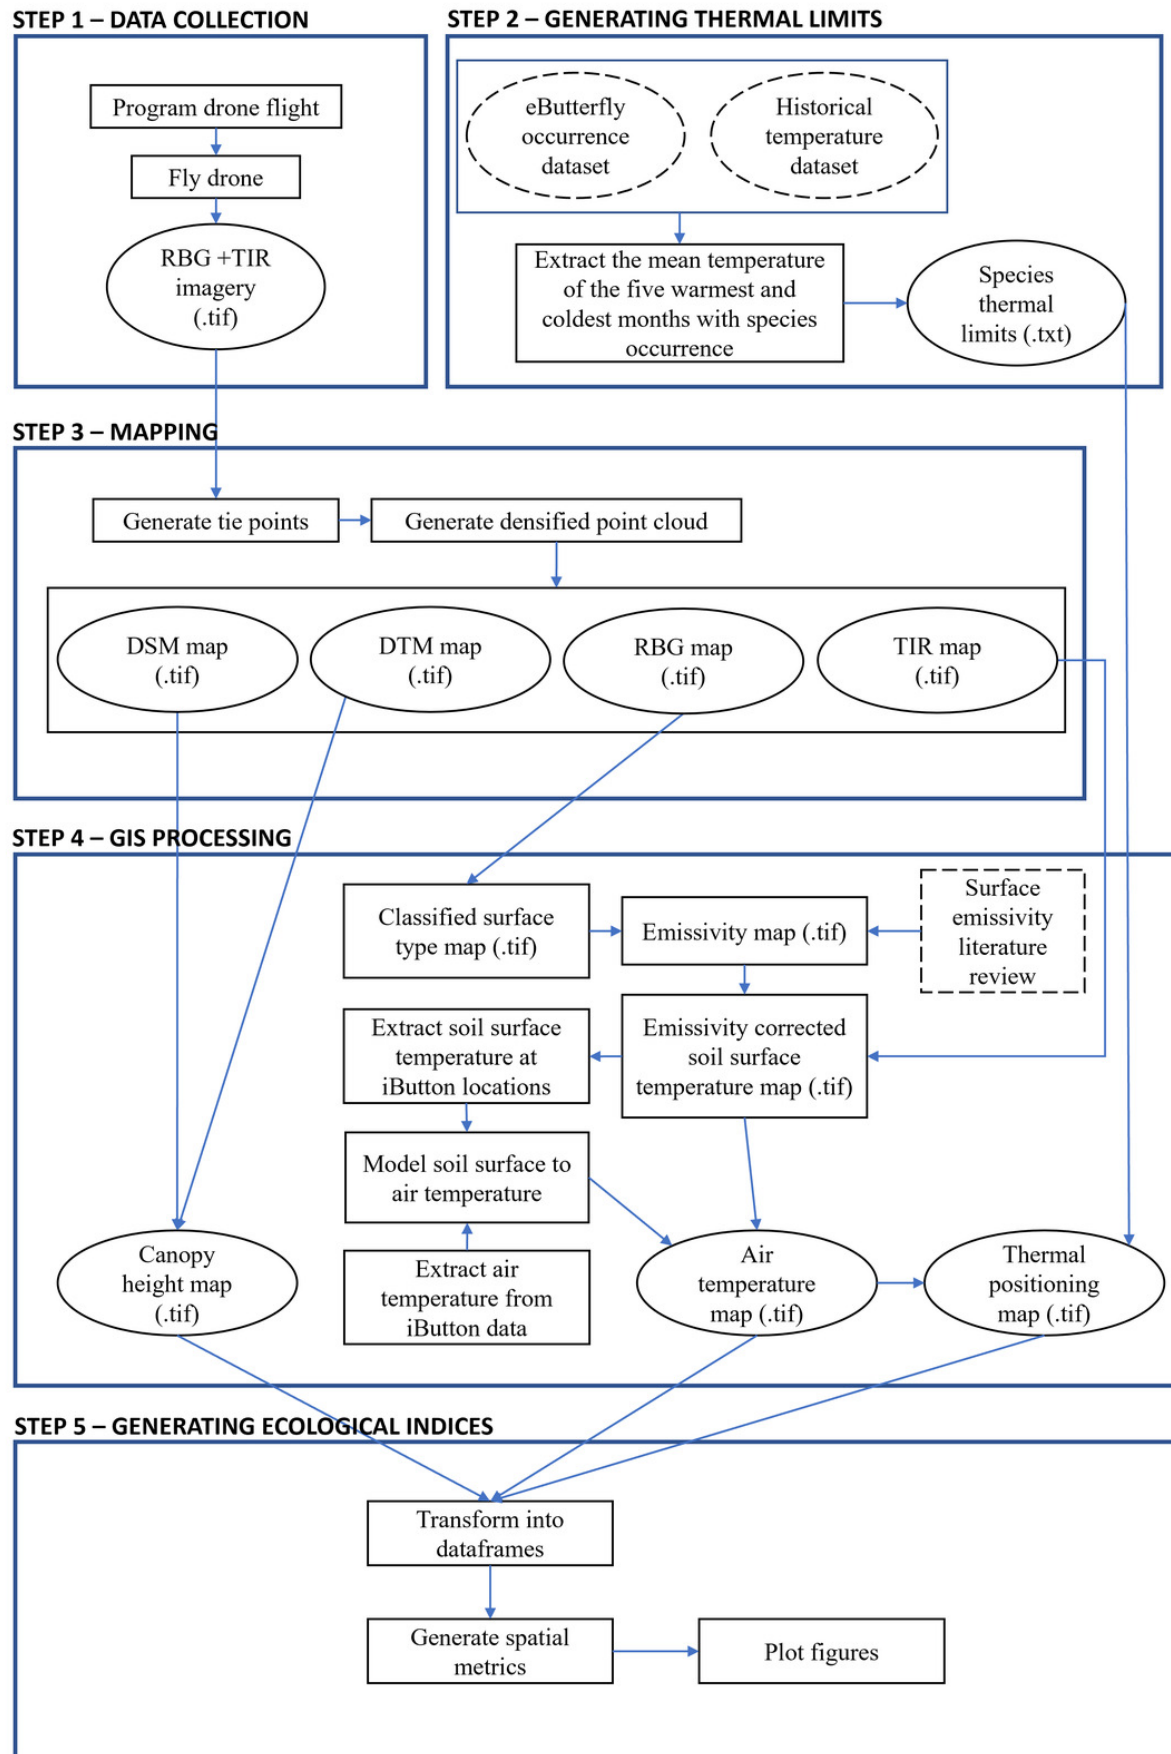 STEP 1 – DATA COLLECTION
Program drone flight
Fly drone
RBG +TIR
imagery
(.tif)
STEP 2 – GENERATING THERMAL LIMITS
eButterfly
occurrence
dataset
Historical
temperature
dataset
Extract the mean temperature
of the five warmest and
coldest months with species
occurrence
Species
thermal
limits (.txt)
STEP 3 – MAPPING
Generate tie points
Generate densified point cloud
DSM map
(.tif)
DTM map
(.tif)
RBG map
(.tif)
TIR map
(.tif)
STEP 4 – GIS PROCESSING
Classified surface
type map (.tif)
Emissivity map (.tif)
Surface
emissivity
literature
review
Extract soil surface
temperature at
iButton locations
Emissivity corrected
soil surface
temperature map (.tif)
Model soil surface to
air temperature
Extract air
temperature from
iButton data
Canopy
height map
(.tif)
Air
temperature
map (.tif)
Thermal
positioning
map (.tif)
STEP 5 – GENERATING ECOLOGICAL INDICES
Transform into
dataframes
Generate spatial
metrics
Plot figures